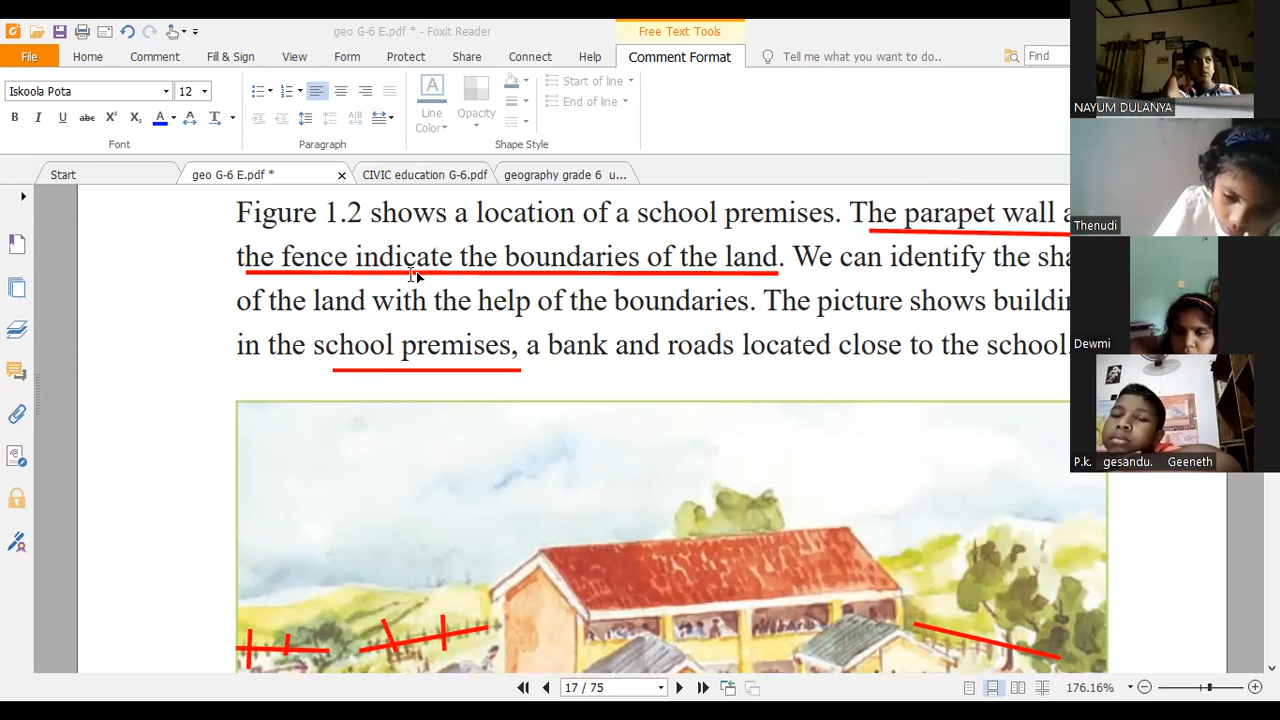 geo G-6 E.pdf * - Foxit Reader
Free Text Tools
File Home Comment Fill & Sign View Form Protect Share Connect Help Comment Format Tell me what you want to do.. Find
Iskoola Pota 12
B I U abc X² X₂ A A T
Line Color
Opacity
Start of line
End of line
Font Paragraph Shape Style
Start geo G-6 E.pdf * CIVIC education G-6.pdf geography grade 6 u...
Figure 1.2 shows a location of a school premises. The parapet wall
the fence indicate the boundaries of the land. We can identify the
of the land with the help of the boundaries. The picture shows
in the school premises, a bank and roads located close to the school.
NAYUM DULANYA
Thenudi
Dewmi
P.k. gesandu. Geeneth
17 / 75
176.16%